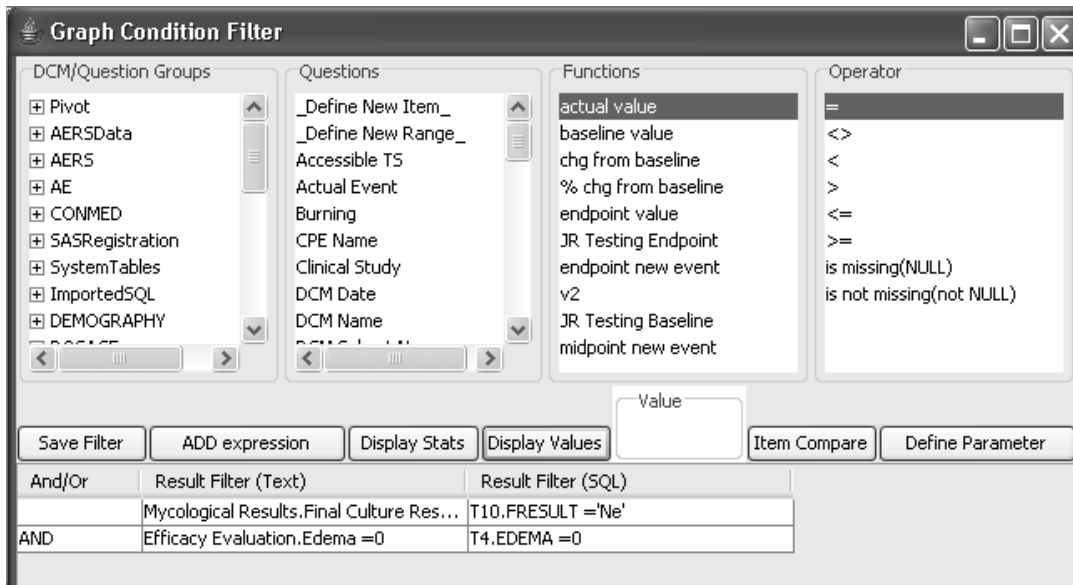 Graph Condition Filter
DCM/Question Groups
Pivot
AERSData
AERS
AE
CONMED
SASRegistration
SystemTables
ImportedSQL
DEMOGRAPHY
Questions
_Define New Item_
_Define New Range_
Accessible TS
Actual Event
Burning
CPE Name
Clinical Study
DCM Date
DCM Name
Functions
actual value
baseline value
chg from baseline
% chg from baseline
endpoint value
JR Testing Endpoint
endpoint new event
v2
JR Testing Baseline
midpoint new event
Operator
=
<>
<
>
<=
>=
is missing(NULL)
is not missing(not NULL)
Value
Save Filter ADD expression Display Stats Display Values Item Compare Define Parameter
And/Or Result Filter (Text) Result Filter (SQL)
Mycological Results.Final Culture Res... T10.FRESULT ='Ne'
AND Efficacy Evaluation.Edema =0 T4.EDEMA =0